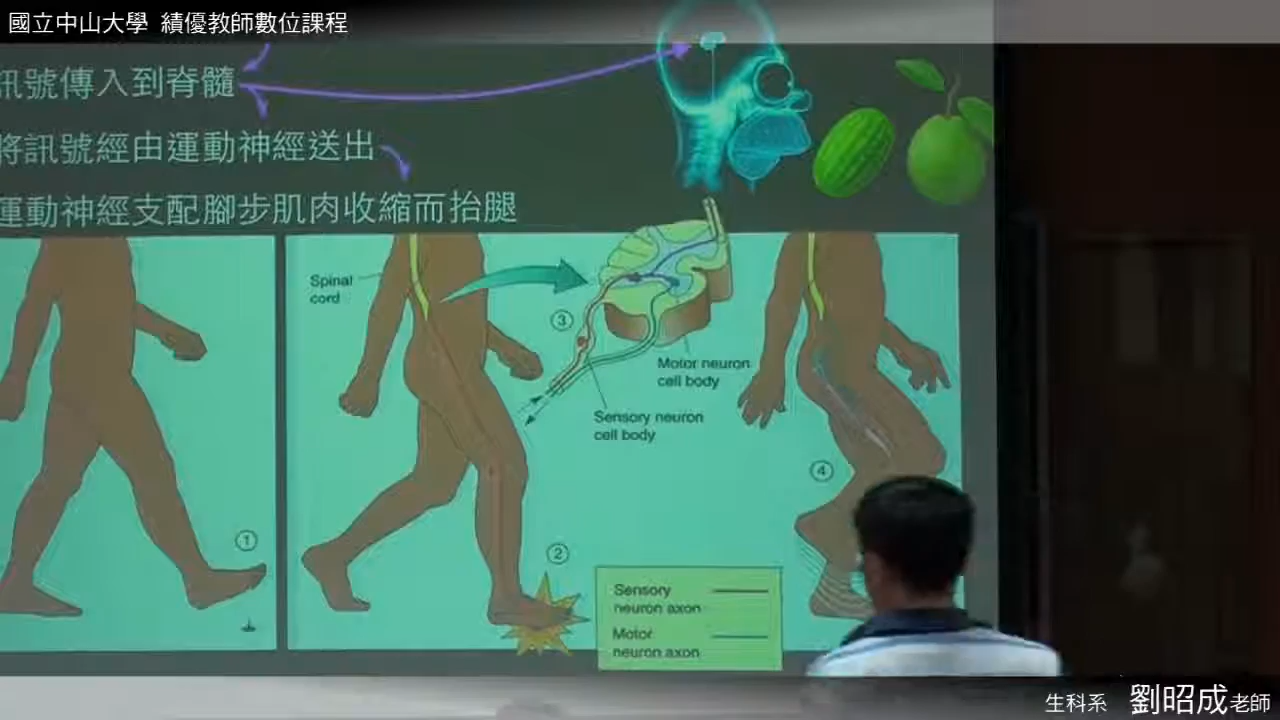 國立中山大學 績優教師數位課程
訊號傳入到脊髓
將訊號經由運動神經送出
運動神經支配腳步肌肉收縮而抬腿
Spinal
cord
③
Motor neuron
cell body
Sensory neuron
cell body
④
①
②
Sensory
neuron axon
Motor
neuron axon
生科系 劉昭成老師